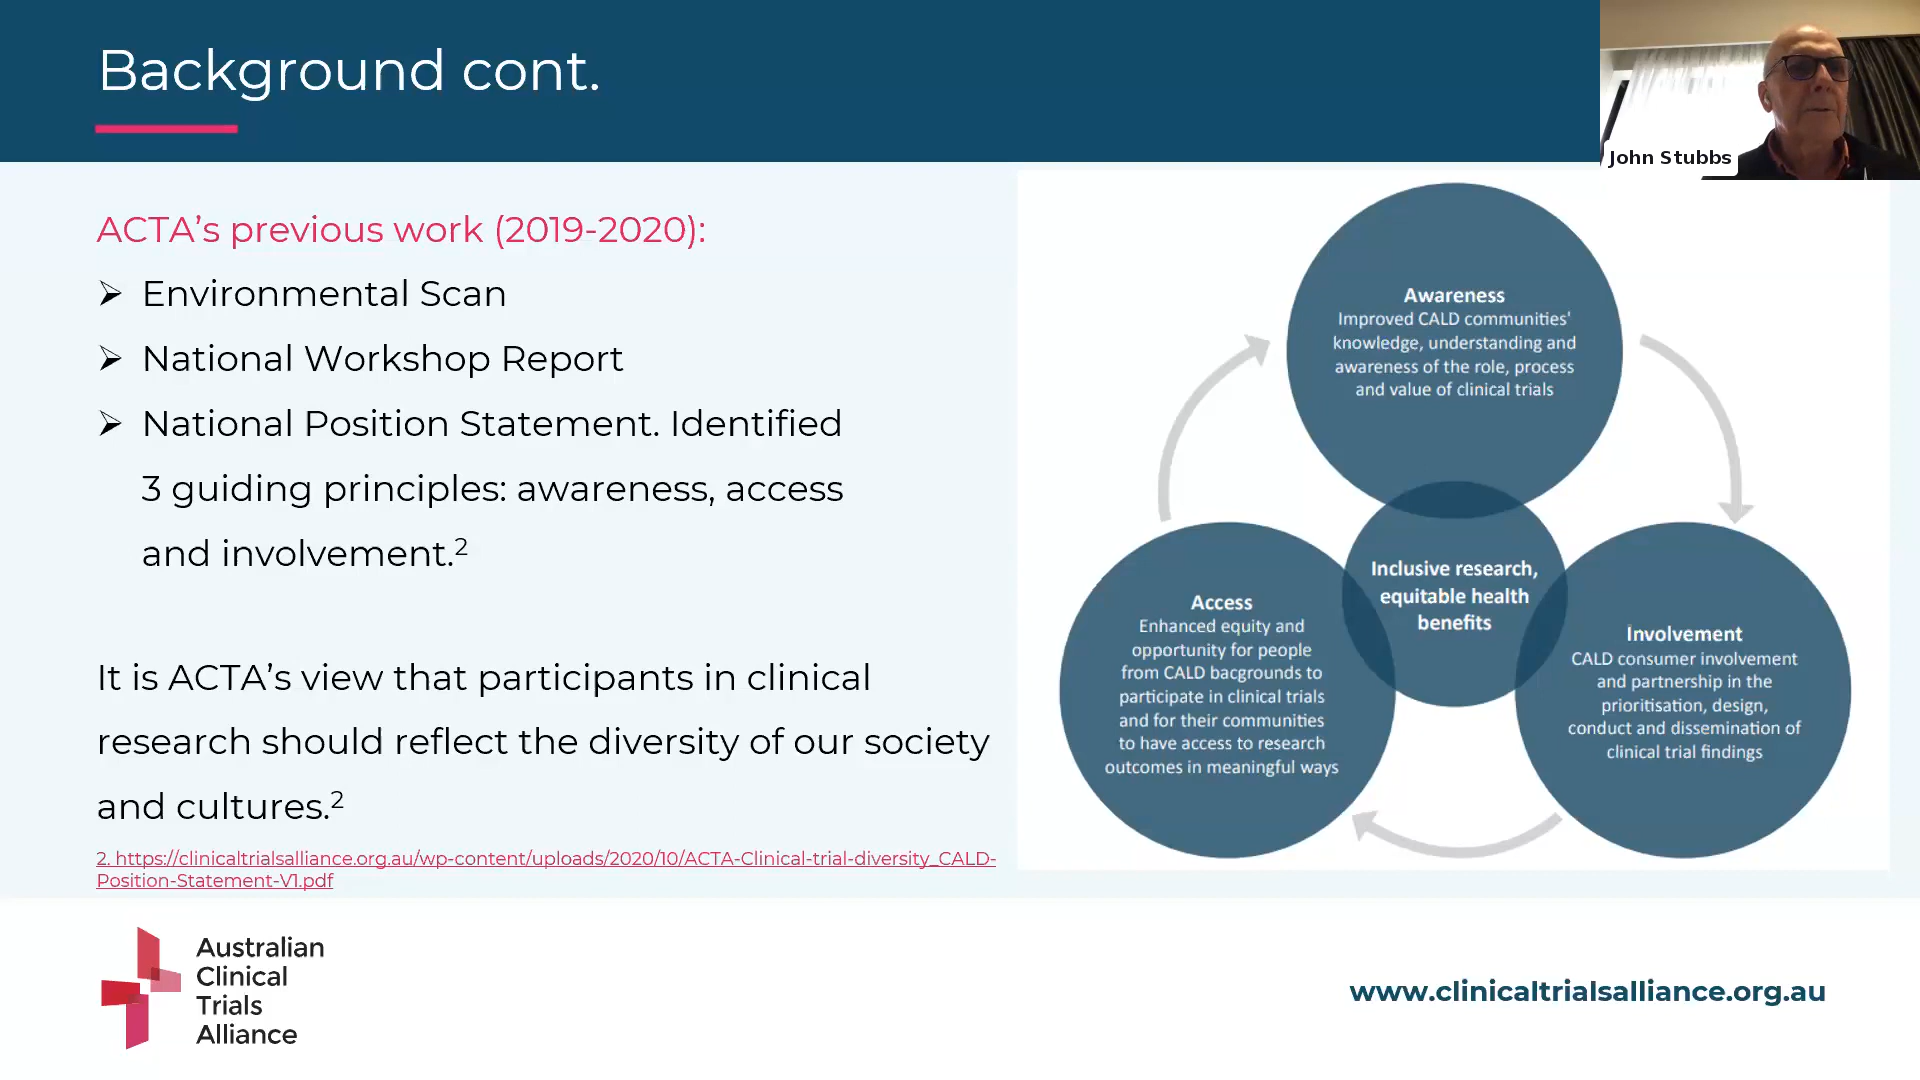 Background cont.
John Stubbs
ACTA’s previous work (2019-2020):
➢ Environmental Scan
➢ National Workshop Report
➢ National Position Statement. Identified
3 guiding principles: awareness, access
and involvement.²
It is ACTA’s view that participants in clinical
research should reflect the diversity of our society
and cultures.²
2. https://clinicaltrialsalliance.org.au/wp-content/uploads/2020/10/ACTA-Clinical-trial-diversity_CALD-
Position-Statement-V1.pdf
Awareness
Improved CALD communities'
knowledge, understanding and
awareness of the role, process
and value of clinical trials
Inclusive research,
equitable health
benefits
Access
Enhanced equity and
opportunity for people
from CALD bacgrounds to
participate in clinical trials
and for their communities
to have access to research
outcomes in meaningful ways
Involvement
CALD consumer involvement
and partnership in the
prioritisation, design,
conduct and dissemination of
clinical trial findings
Australian
Clinical
Trials
Alliance
www.clinicaltrialsalliance.org.au